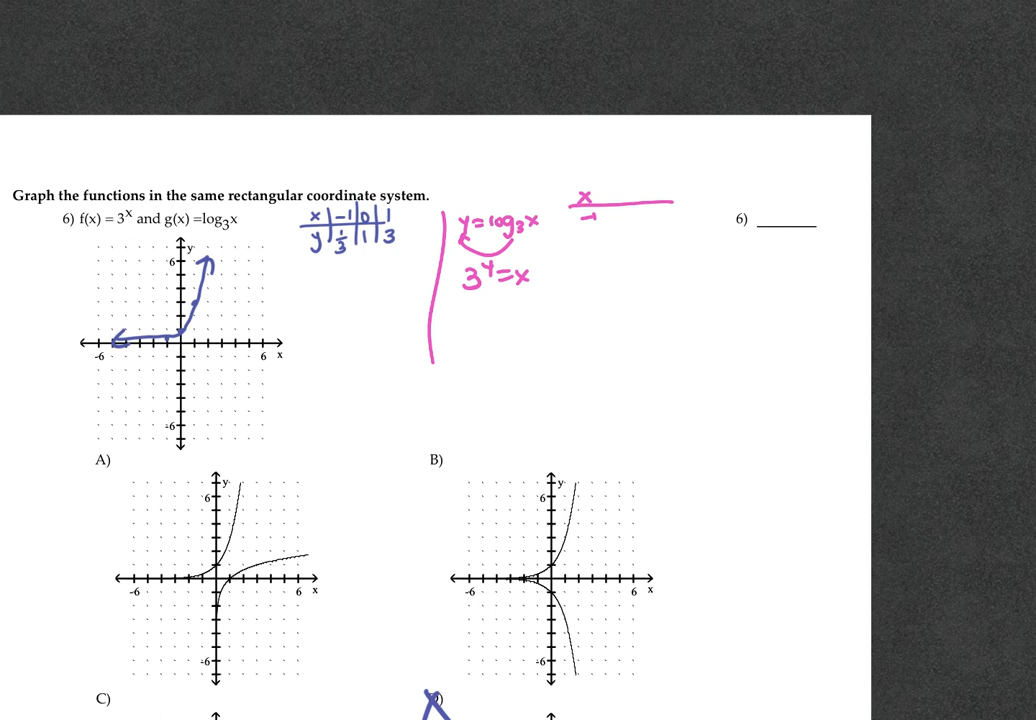 Graph the functions in the same rectangular coordinate system.
6) f(x) = 3^x and g(x) =log₃x
x | -1 | 0 | 1
y | 1/3 | 1 | 3
y=log₃x
3^y=x
x
-1
6) ________
y
6
-6 6 x
-6
A)
B)
y
6
-6 6 x
-6
y
6
-6 6 x
-6
C)